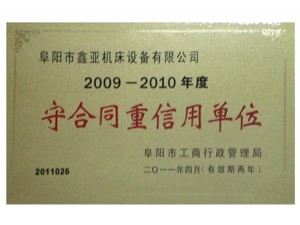 阜阳市鑫亚机床设备有限公司
2009－2010年度
守合同重信用单位
阜阳市工商行政管理局
2011026
二〇一一年四月(有效期两年)